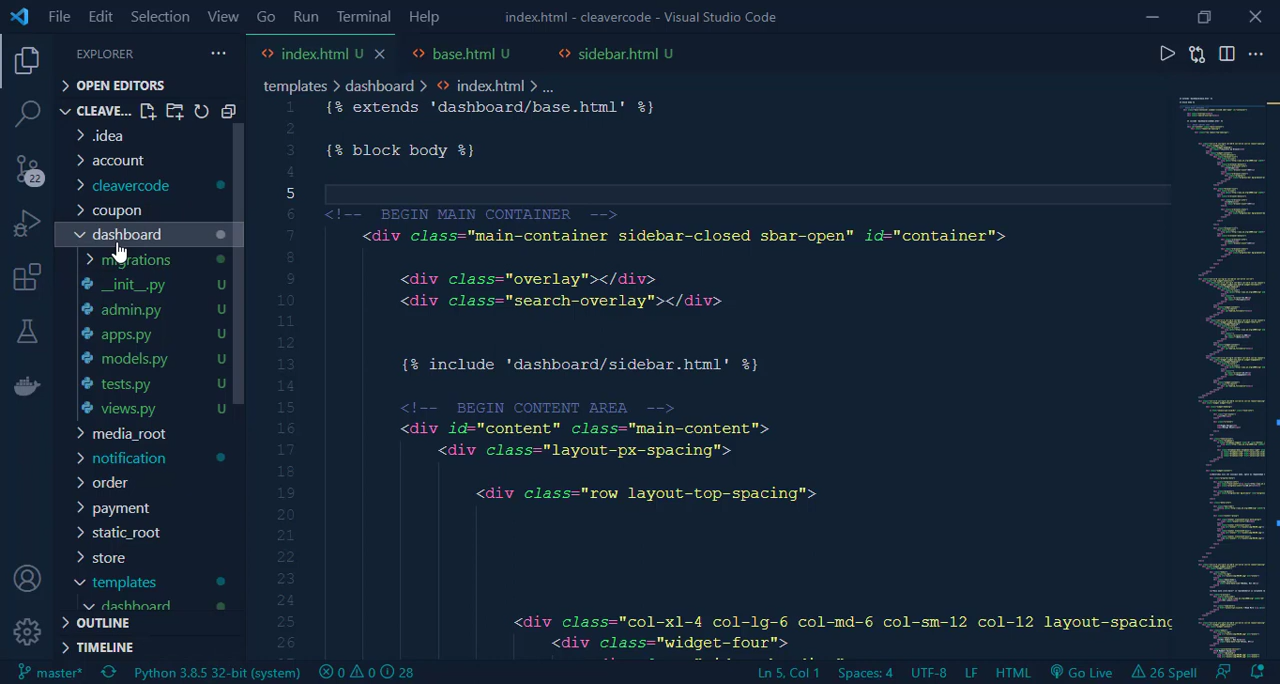 File Edit Selection View Go Run Terminal Help index.html - cleavercode - Visual Studio Code
EXPLORER
index.html U
base.html U
sidebar.html U
OPEN EDITORS
templates > dashboard > index.html > ...
CLEAVE...
.idea
account
cleavercode
coupon
dashboard
migrations
__init__.py U
admin.py U
apps.py U
models.py U
tests.py U
views.py U
media_root
notification
order
payment
static_root
store
templates
dashboard
OUTLINE
TIMELINE
22
1 {% extends 'dashboard/base.html' %}
2
3 {% block body %}
4
5
6 <!-- BEGIN MAIN CONTAINER -->
7 <div class="main-container sidebar-closed sbar-open" id="container">
8
9 <div class="overlay"></div>
10 <div class="search-overlay"></div>
11
12
13 {% include 'dashboard/sidebar.html' %}
14
15 <!-- BEGIN CONTENT AREA -->
16 <div id="content" class="main-content">
17 <div class="layout-px-spacing">
18
19 <div class="row layout-top-spacing">
20
21
22
23
24
25 <div class="col-xl-4 col-lg-6 col-md-6 col-sm-12 col-12 layout-spacing
26 <div class="widget-four">
master* Python 3.8.5 32-bit (system) 0 0 28 Ln 5, Col 1 Spaces: 4 UTF-8 LF HTML Go Live 26 Spell